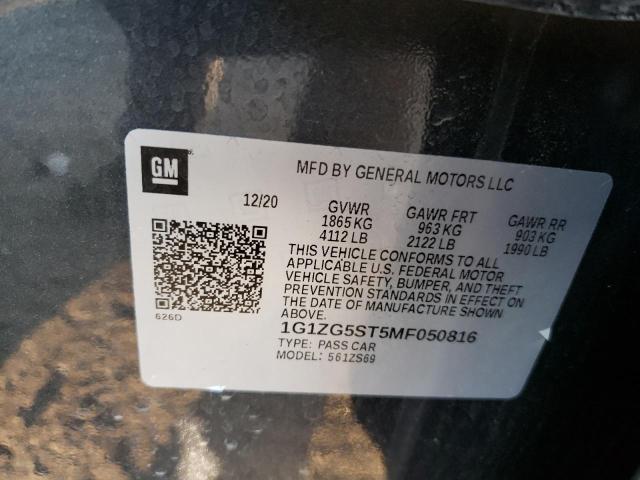 GM
MFD BY GENERAL MOTORS LLC
12/20 GVWR GAWR FRT GAWR RR
1865 KG 963 KG 903 KG
4112 LB 2122 LB 1990 LB
THIS VEHICLE CONFORMS TO ALL
APPLICABLE U.S. FEDERAL MOTOR
VEHICLE SAFETY, BUMPER, AND THEFT
PREVENTION STANDARDS IN EFFECT ON
THE DATE OF MANUFACTURE SHOWN
ABOVE.
626D
1G1ZG5ST5MF050816
TYPE: PASS CAR
MODEL: 561ZS69